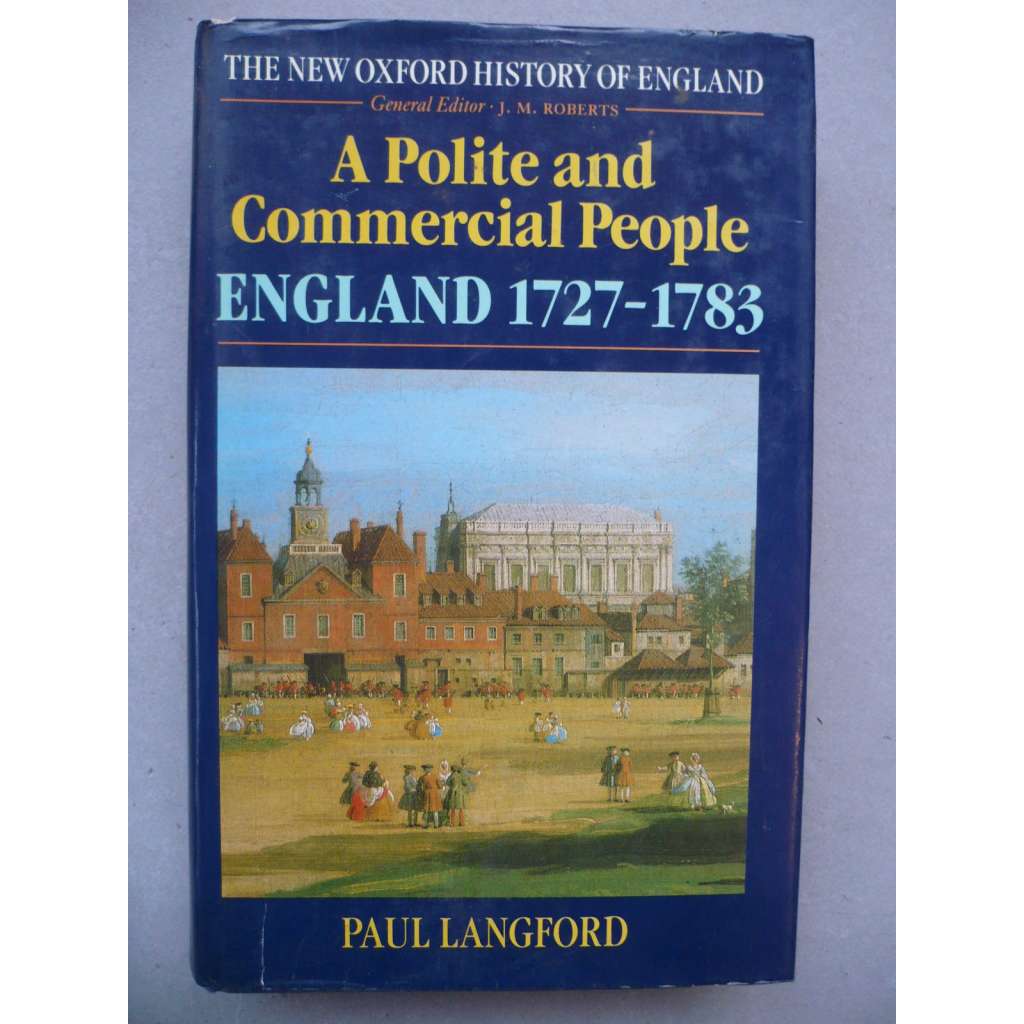 THE NEW OXFORD HISTORY OF ENGLAND
General Editor · J. M. ROBERTS
A Polite and
Commercial People
ENGLAND 1727–1783
PAUL LANGFORD